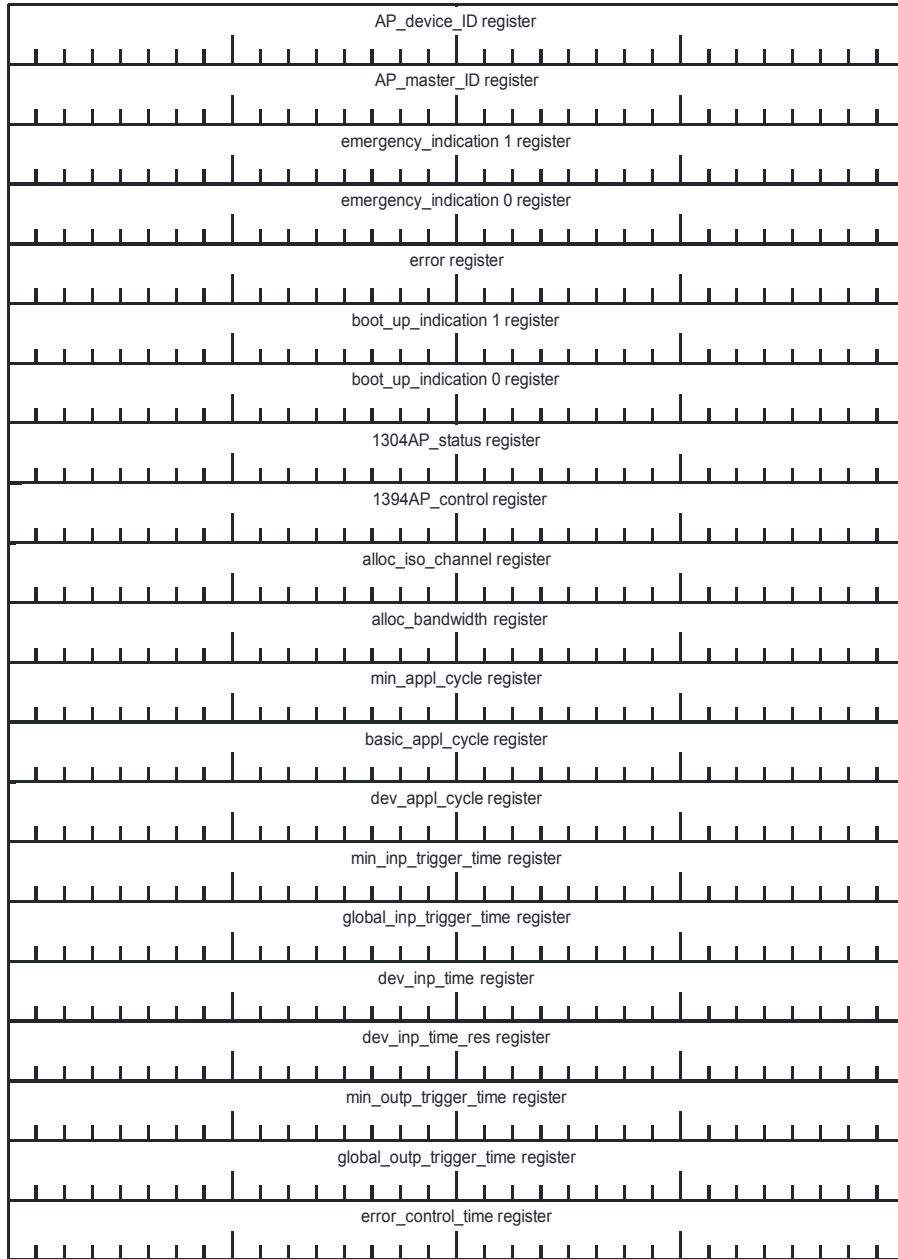 AP_device_ID register
AP_master_ID register
emergency_indication 1 register
emergency_indication 0 register
error register
boot_up_indication 1 register
boot_up_indication 0 register
1304AP_status register
1394AP_control register
alloc_iso_channel register
alloc_bandwidth register
min_appl_cycle register
basic_appl_cycle register
dev_appl_cycle register
min_inp_trigger_time register
global_inp_trigger_time register
dev_inp_time register
dev_inp_time_res register
min_outp_trigger_time register
global_outp_trigger_time register
error_control_time register